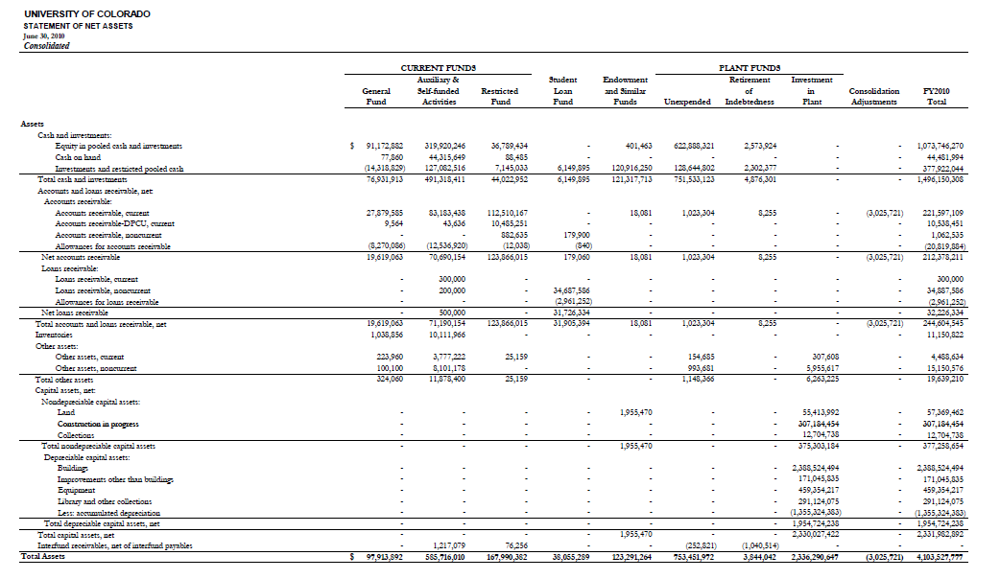 UNIVERSITY OF COLORADO
STATEMENT OF NET ASSETS
June 30, 2010
Consolidated
CURRENT FUNDS PLANT FUNDS
Auxiliary & Student Endowment Retirement Investment
General Self-funded Restricted Loan and Similar of in Consolidation FY2010
Fund Activities Fund Fund Funds Unexpended Indebtedness Plant Adjustments Total
Assets
Cash and investments:
Equity in pooled cash and investments $ 91,172,882 319,920,246 36,789,434 - 401,463 622,888,321 2,573,924 - - 1,073,746,270
Cash on hand 77,860 44,315,649 88,485 - - - - - - 44,481,994
Investments and restricted pooled cash (14,318,829) 127,082,516 7,145,033 6,149,895 120,916,250 128,644,802 2,302,377 - - 377,922,044
Total cash and investments 76,931,913 491,318,411 44,022,952 6,149,895 121,317,713 751,533,123 4,876,301 - - 1,496,150,308
Accounts and loans receivable, net:
Accounts receivable:
Accounts receivable, current 27,879,585 83,183,438 112,510,167 - 18,081 1,023,304 8,255 - (3,025,721) 221,597,109
Accounts receivable-DPCU, current 9,564 43,636 10,485,251 - - - - - - 10,538,451
Accounts receivable, noncurrent - - 882,635 179,900 - - - - - 1,062,535
Allowances for accounts receivable (8,270,086) (12,536,920) (12,038) (840) - - - - - (20,819,884)
Net accounts receivable 19,619,063 70,690,154 123,866,015 179,060 18,081 1,023,304 8,255 - (3,025,721) 212,378,211
Loans receivable:
Loans receivable, current - 300,000 - - - - - - - 300,000
Loans receivable, noncurrent - 200,000 - 34,687,586 - - - - - 34,887,586
Allowances for loans receivable - - - (2,961,252) - - - - - (2,961,252)
Net loans receivable - 500,000 - 31,726,334 - - - - - 32,226,334
Total accounts and loans receivable, net 19,619,063 71,190,154 123,866,015 31,905,394 18,081 1,023,304 8,255 - (3,025,721) 244,604,545
Inventories 1,038,856 10,111,966 - - - - - - - 11,150,822
Other assets:
Other assets, current 223,960 3,777,222 25,159 - - 154,685 - 307,608 - 4,488,634
Other assets, noncurrent 100,100 8,101,178 - - - 993,681 - 5,955,617 - 15,150,576
Total other assets 324,060 11,878,400 25,159 - - 1,148,366 - 6,263,225 - 19,639,210
Capital assets, net:
Nondepreciable capital assets:
Land - - - - 1,955,470 - - 55,413,992 - 57,369,462
Construction in progress - - - - - - - 307,184,454 - 307,184,454
Collections - - - - - - - 12,704,738 - 12,704,738
Total nondepreciable capital assets - - - - 1,955,470 - - 375,303,184 - 377,258,654
Depreciable capital assets:
Buildings - - - - - - - 2,388,524,494 - 2,388,524,494
Improvements other than buildings - - - - - - - 171,045,835 - 171,045,835
Equipment - - - - - - - 459,354,217 - 459,354,217
Library and other collections - - - - - - - 291,124,075 - 291,124,075
Less: accumulated depreciation - - - - - - - (1,355,324,383) - (1,355,324,383)
Total depreciable capital assets, net - - - - - - - 1,954,724,238 - 1,954,724,238
Total capital assets, net - - - - 1,955,470 - - 2,330,027,422 - 2,331,982,892
Interfund receivables, net of interfund payables - 1,217,079 76,256 - - (252,821) (1,040,514) - - -
Total Assets $ 97,913,892 585,716,010 167,990,382 38,055,289 123,291,264 753,451,972 3,844,042 2,336,290,647 (3,025,721) 4,103,527,777